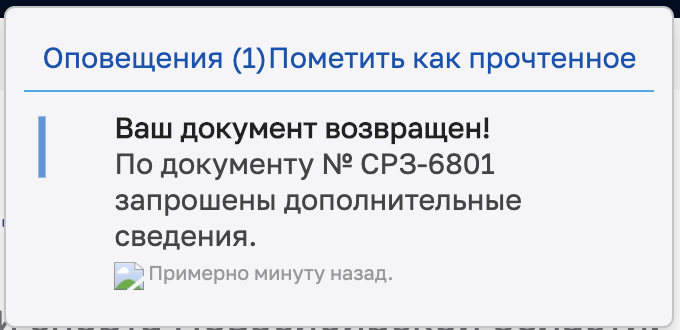 Оповещения (1)Пометить как прочтенное
Ваш документ возвращен!
По документу № СРЗ-6801
запрошены дополнительные
сведения.
Примерно минуту назад.